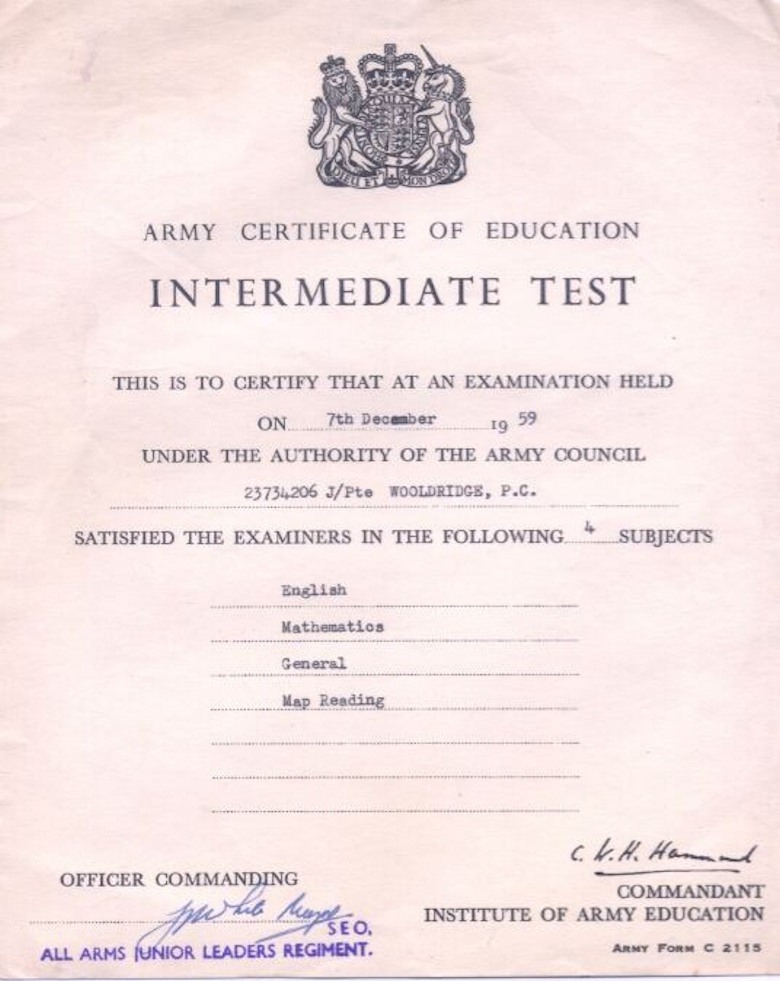 DIEU ET MON DROIT
ARMY CERTIFICATE OF EDUCATION
INTERMEDIATE TEST
THIS IS TO CERTIFY THAT AT AN EXAMINATION HELD
ON 7th December 19 59
UNDER THE AUTHORITY OF THE ARMY COUNCIL
23734206 J/Pte WOOLDRIDGE, P.C.
SATISFIED THE EXAMINERS IN THE FOLLOWING 4 SUBJECTS
English
Mathematics
General
Map Reading
C. W. H. Hammond
OFFICER COMMANDING
COMMANDANT
INSTITUTE OF ARMY EDUCATION
White Major
SEO,
ALL ARMS JUNIOR LEADERS REGIMENT.
ARMY FORM C 2115